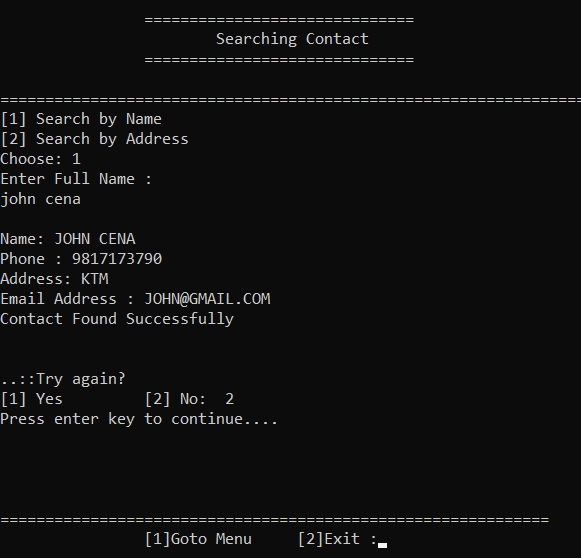 ==============================
Searching Contact
==============================
=================================================================
[1] Search by Name
[2] Search by Address
Choose: 1
Enter Full Name :
john cena
Name: JOHN CENA
Phone : 9817173790
Address: KTM
Email Address : JOHN@GMAIL.COM
Contact Found Successfully
..::Try again?
[1] Yes         [2] No:  2
Press enter key to continue....
=============================================================
[1]Goto Menu     [2]Exit :